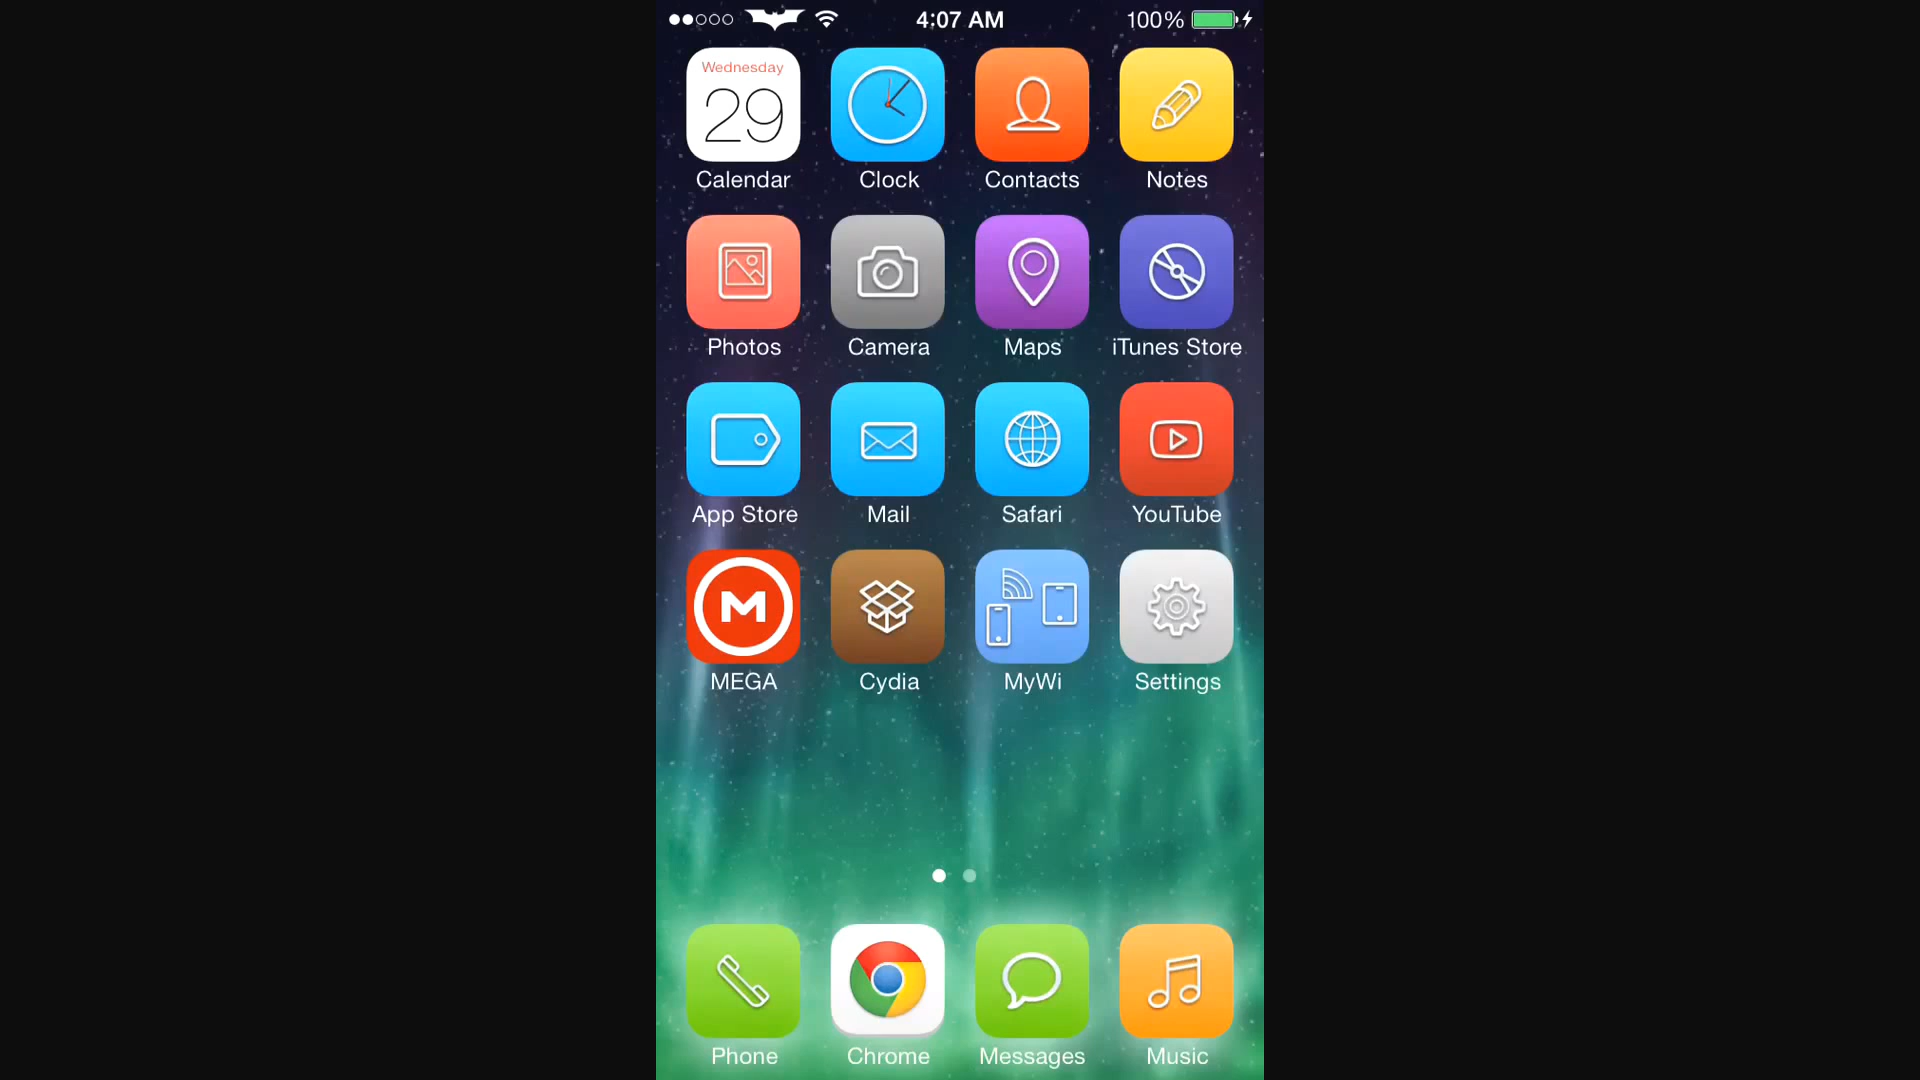 4:07 AM 100%
Wednesday
29
Calendar Clock Contacts Notes
Photos Camera Maps iTunes Store
App Store Mail Safari YouTube
M
MEGA Cydia MyWi Settings
Phone Chrome Messages Music